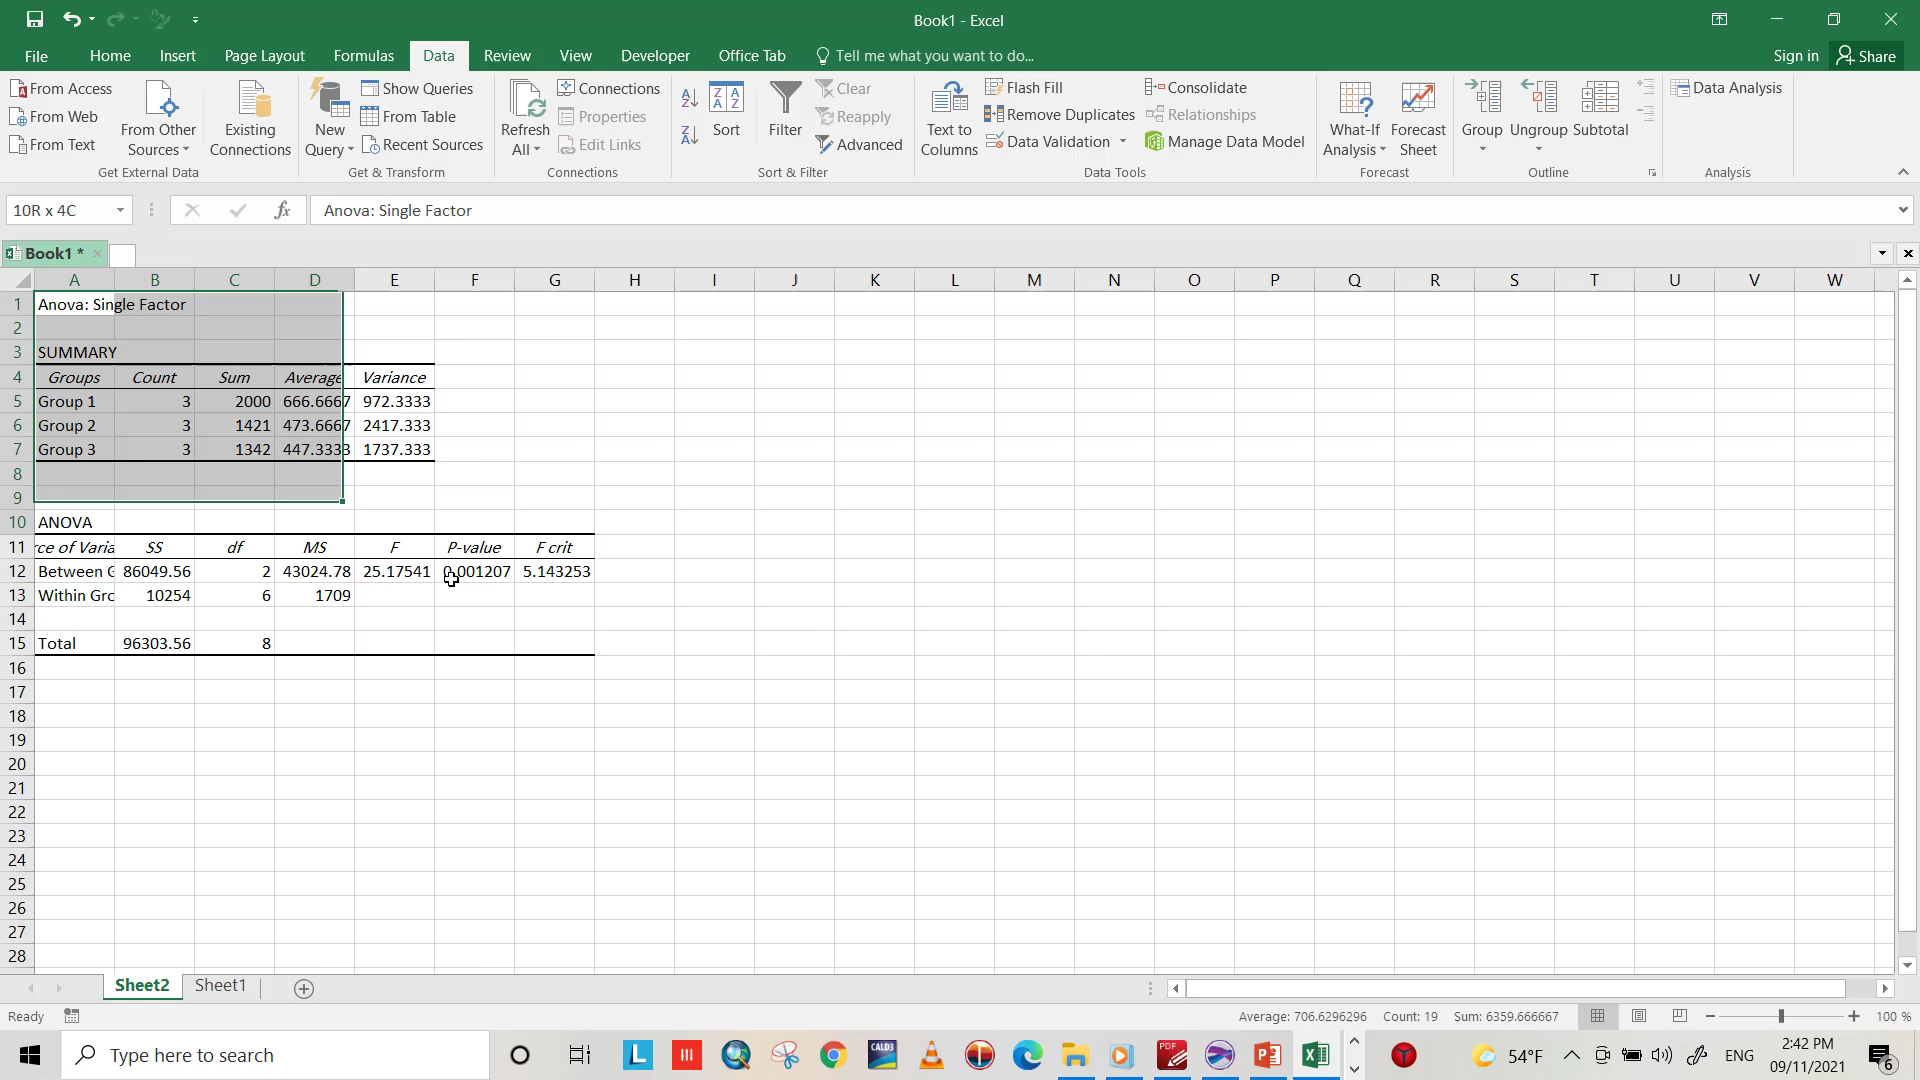 Book1 - Excel
File Home Insert Page Layout Formulas Data Review View Developer Office Tab Tell me what you want to do... Sign in Share
From Access
From Web
From Text
From Other Sources
Existing Connections
Get External Data
New Query
Show Queries
From Table
Recent Sources
Get & Transform
Refresh All
Connections
Properties
Edit Links
Connections
Sort
Filter
Clear
Reapply
Advanced
Sort & Filter
Text to Columns
Flash Fill
Remove Duplicates
Data Validation
Consolidate
Relationships
Manage Data Model
Data Tools
What-If Analysis
Forecast Sheet
Forecast
Group
Ungroup
Subtotal
Outline
Data Analysis
Analysis
10R x 4C fx Anova: Single Factor
Book1 *
A B C D E F G H I J K L M N O P Q R S T U V W
1 Anova: Single Factor
2
3 SUMMARY
4 Groups Count Sum Average Variance
5 Group 1 3 2000 666.6667 972.3333
6 Group 2 3 1421 473.6667 2417.333
7 Group 3 3 1342 447.3333 1737.333
8
9
10 ANOVA
11 rce of Varia SS df MS F P-value F crit
12 Between G 86049.56 2 43024.78 25.17541 0.001207 5.143253
13 Within Gro 10254 6 1709
14
15 Total 96303.56 8
16
17
18
19
20
21
22
23
24
25
26
27
28
Sheet2 Sheet1
Ready Average: 706.6296296 Count: 19 Sum: 6359.666667 100 %
Type here to search
CALD3
PDF
54°F ENG
2:42 PM
09/11/2021
6